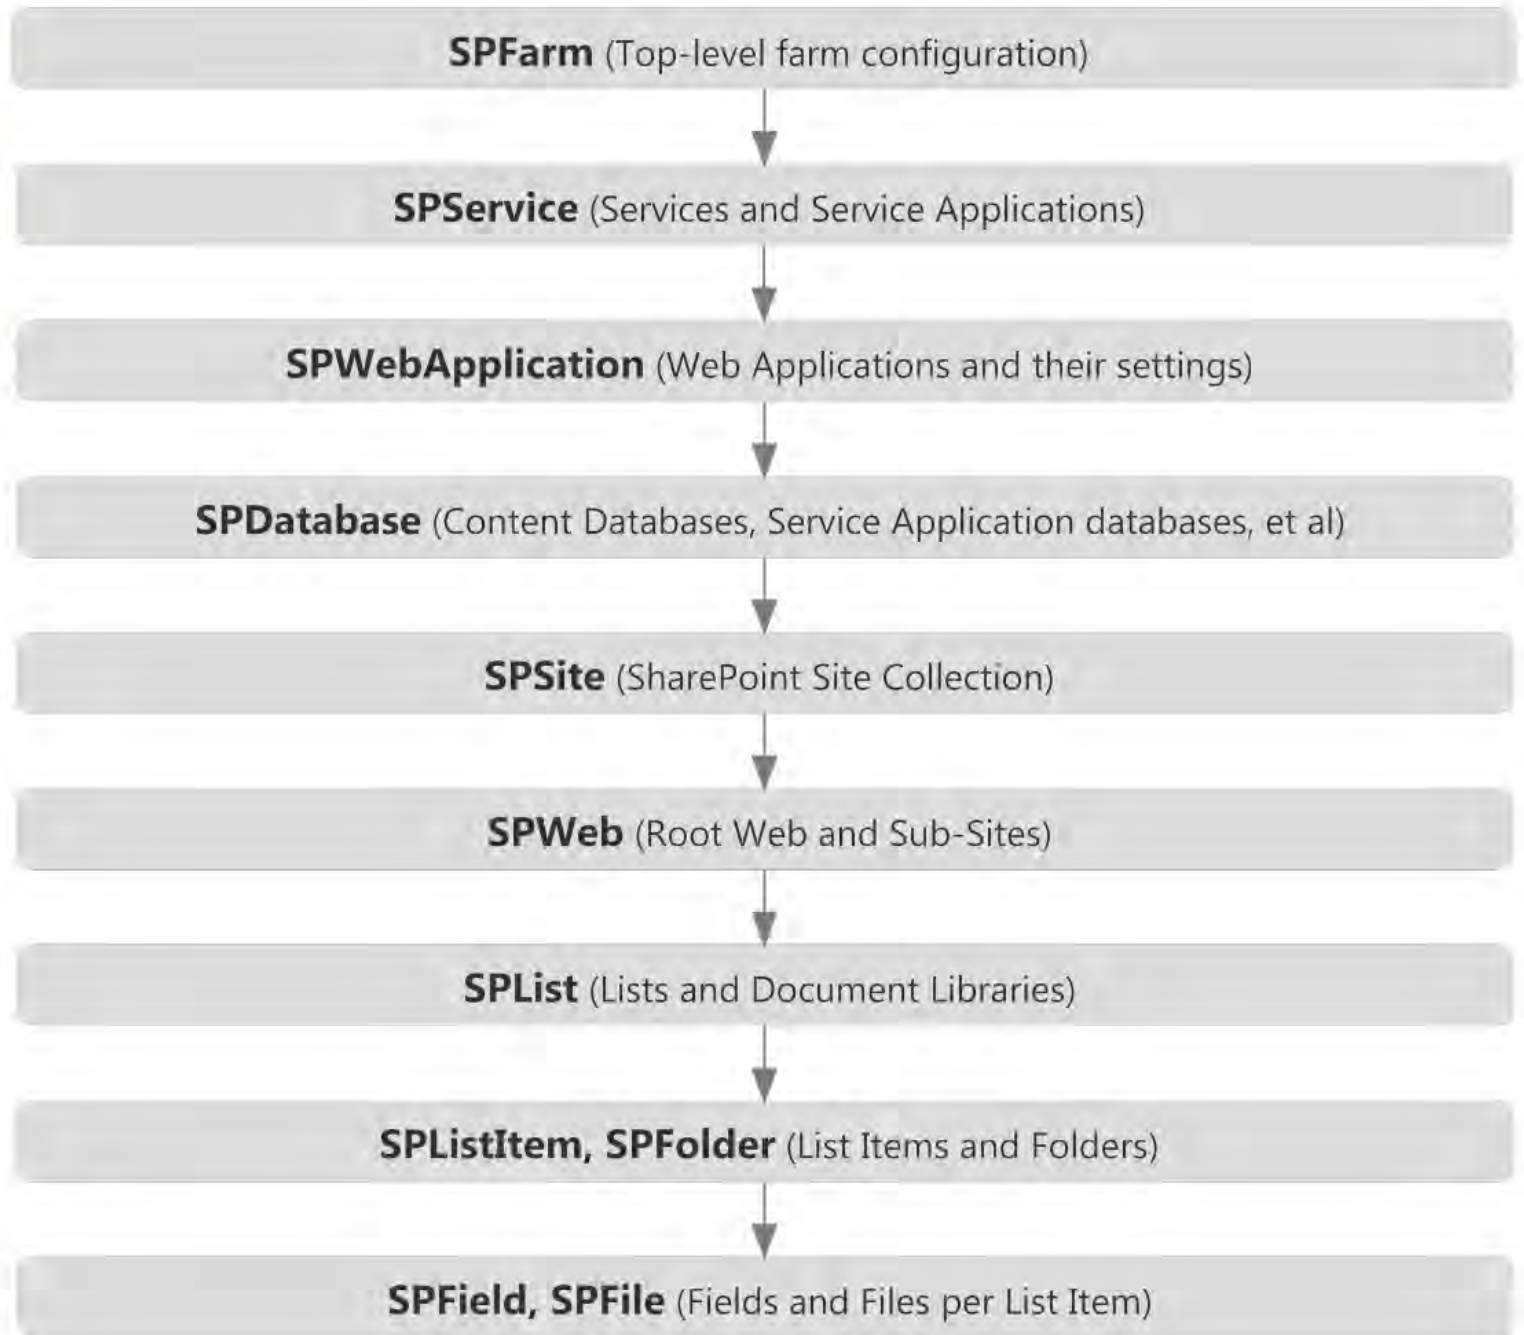 SPFarm (Top-level farm configuration)
SPService (Services and Service Applications)
SPWebApplication (Web Applications and their settings)
SPDatabase (Content Databases, Service Application databases, et al)
SPSite (SharePoint Site Collection)
SPWeb (Root Web and Sub-Sites)
SPList (Lists and Document Libraries)
SPListItem, SPFolder (List Items and Folders)
SPField, SPFile (Fields and Files per List Item)